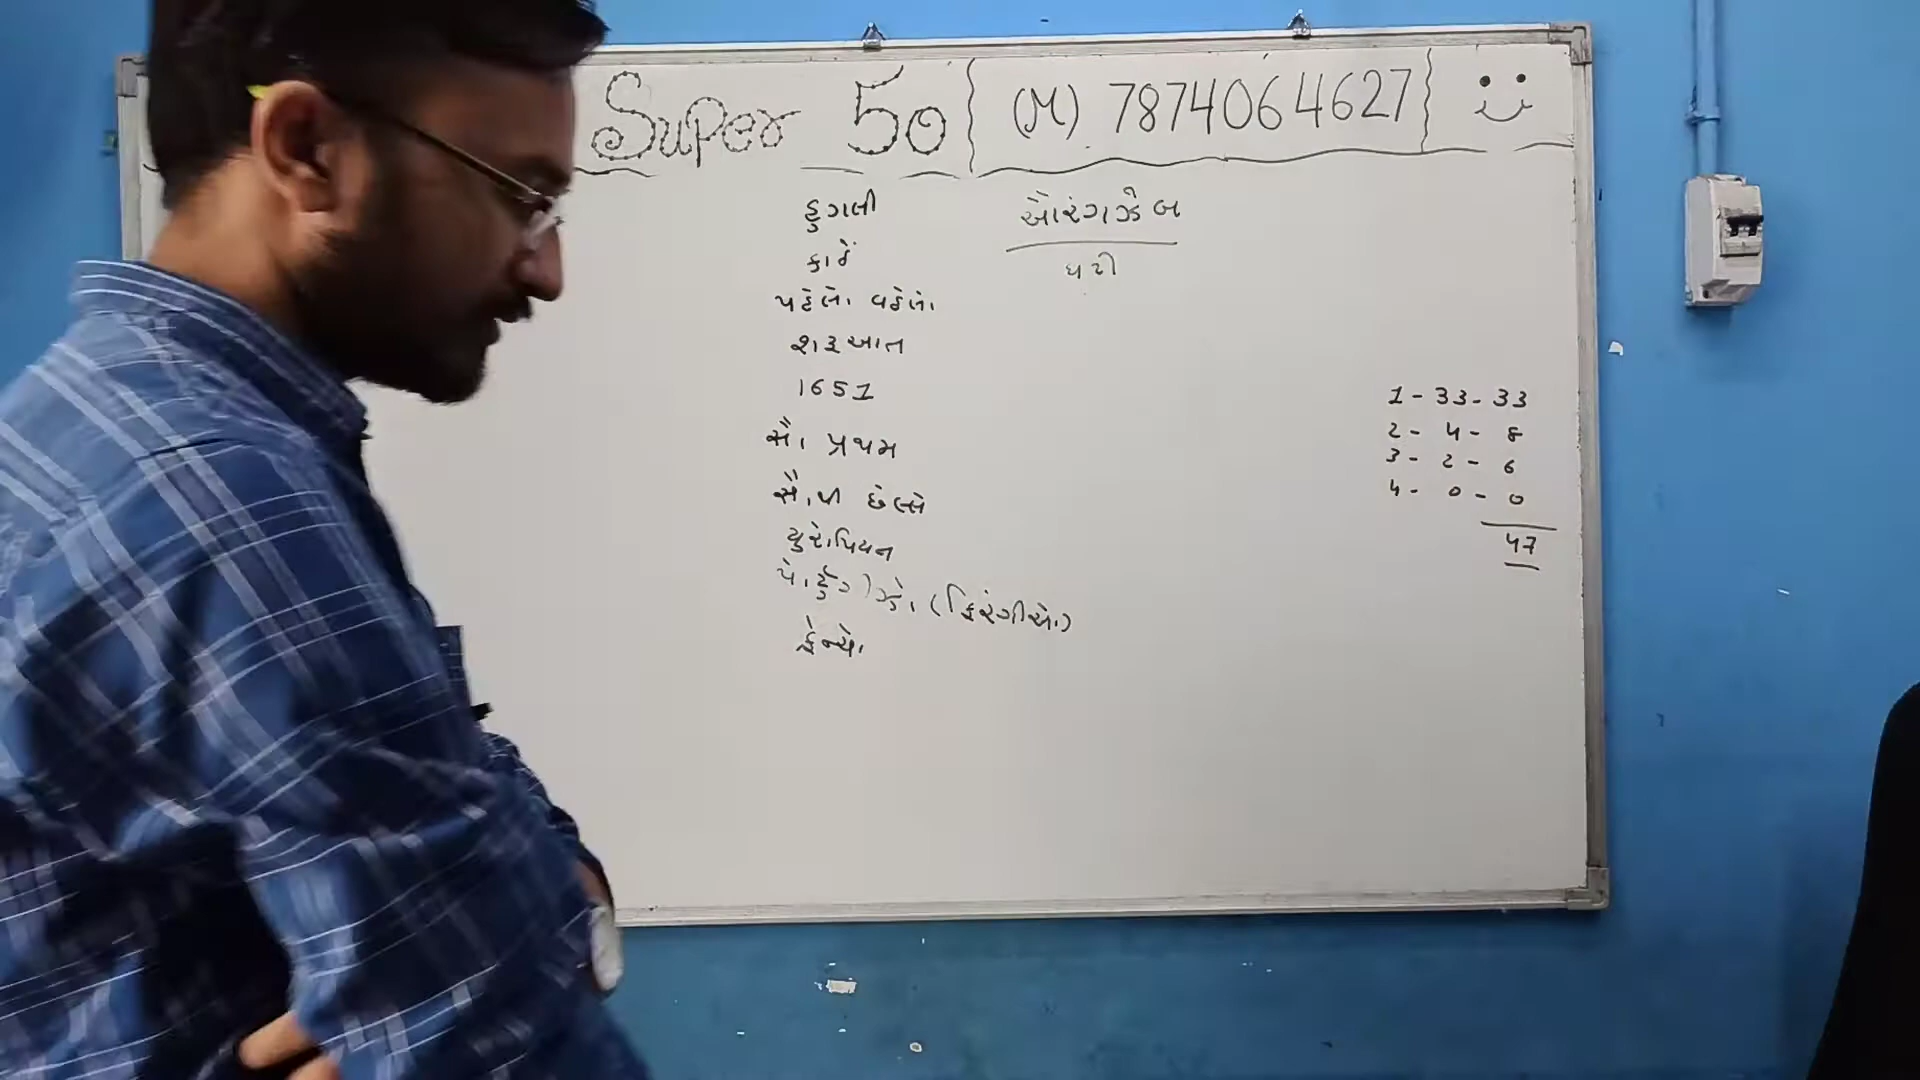 Super 50 (M) 7874064627
હુગલી
કાંઠે
પહેલો વહેલો
શરૂઆત
1651
સૌ પ્રથમ
સૌથી છેલ્લે
યુરોપિયન
પોર્ટુગીઝો (ફિરંગીઓ)
ફ્રેન્ચો
ઔરંગઝેબ
1 - 33 - 33
2 - 4 - 8
3 - 2 - 6
4 - 0 - 0
47